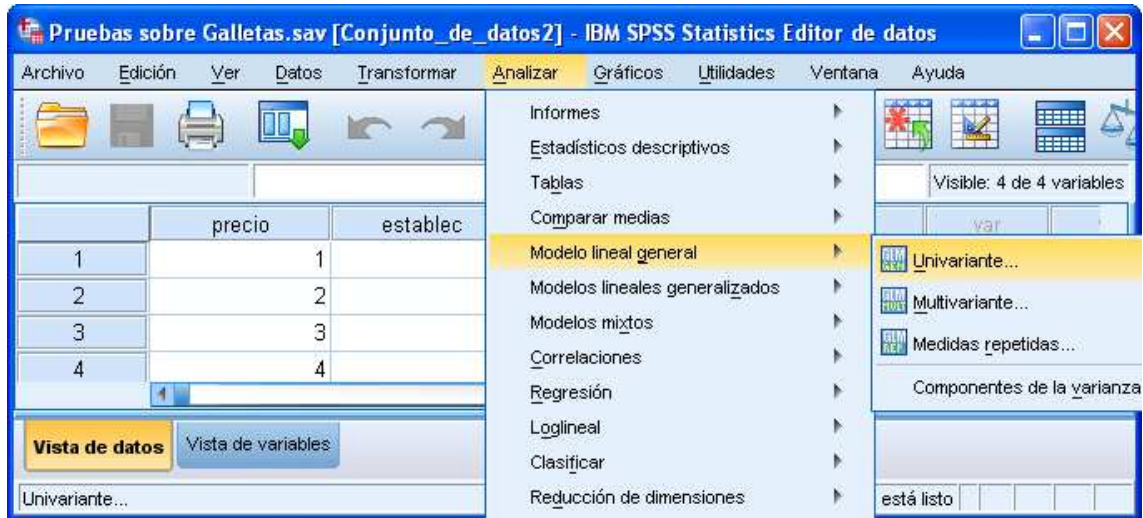 Pruebas sobre Galletas.sav [Conjunto_de_datos2] - IBM SPSS Statistics Editor de datos
Archivo Edición Ver Datos Transformar Analizar Gráficos Utilidades Ventana Ayuda
Visible: 4 de 4 variables
precio establec var
1 1
2 2
3 3
4 4
Informes
Estadísticos descriptivos
Tablas
Comparar medias
Modelo lineal general
Modelos lineales generalizados
Modelos mixtos
Correlaciones
Regresión
Loglineal
Clasificar
Reducción de dimensiones
Univariante...
Multivariante...
Medidas repetidas...
Componentes de la varianza
Vista de datos Vista de variables
Univariante... está listo